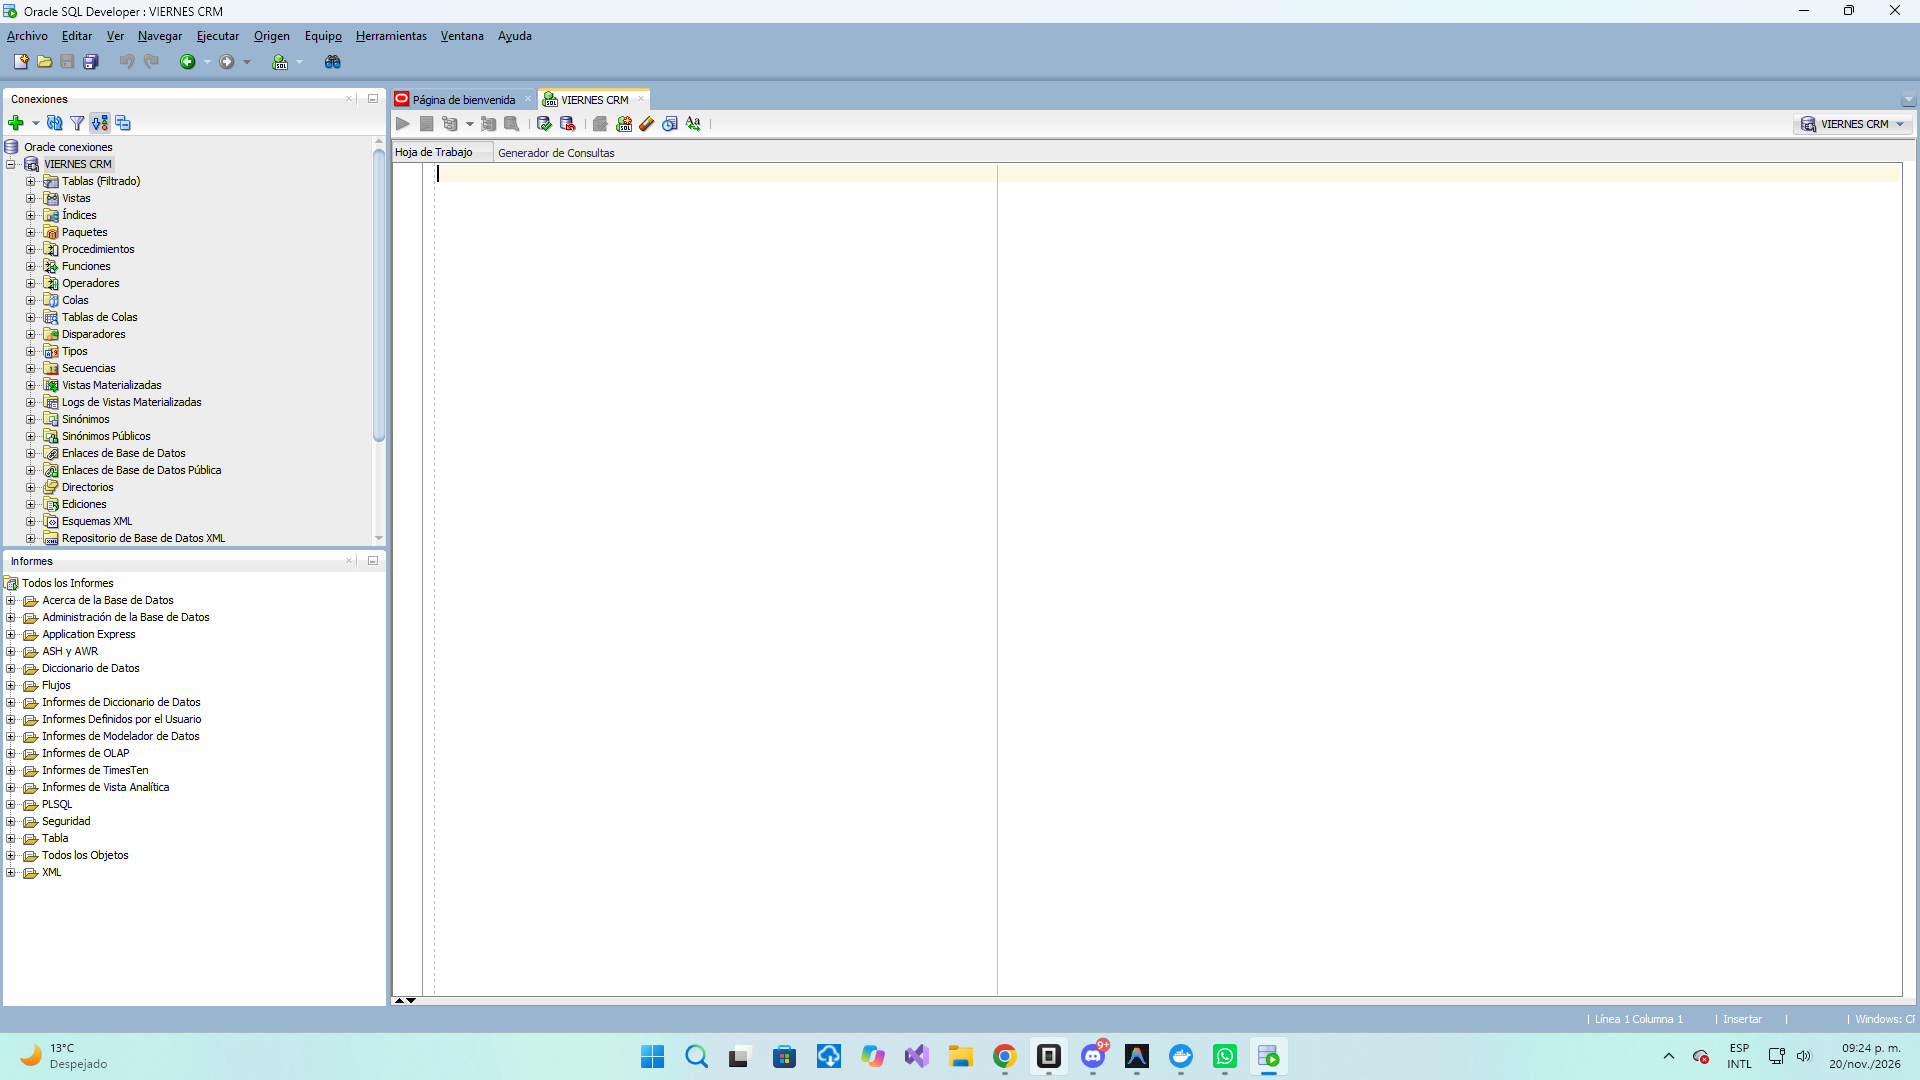 Oracle SQL Developer : VIERNES CRM
Archivo Editar Ver Navegar Ejecutar Origen Equipo Herramientas Ventana Ayuda
Conexiones
Oracle conexiones
VIERNES CRM
Tablas (Filtrado)
Vistas
Índices
Paquetes
Procedimientos
Funciones
Operadores
Colas
Tablas de Colas
Disparadores
Tipos
Secuencias
Vistas Materializadas
Logs de Vistas Materializadas
Sinónimos
Sinónimos Públicos
Enlaces de Base de Datos
Enlaces de Base de Datos Pública
Directorios
Ediciones
Esquemas XML
Repositorio de Base de Datos XML
Informes
Todos los Informes
Acerca de la Base de Datos
Administración de la Base de Datos
Application Express
ASH y AWR
Diccionario de Datos
Flujos
Informes de Diccionario de Datos
Informes Definidos por el Usuario
Informes de Modelador de Datos
Informes de OLAP
Informes de TimesTen
Informes de Vista Analítica
PLSQL
Seguridad
Tabla
Todos los Objetos
XML
Página de bienvenida VIERNES CRM
VIERNES CRM
Hoja de Trabajo Generador de Consultas
Línea 1 Columna 1 Insertar Windows: CR
13°C
Despejado
9+
ESP
INTL
09:24 p. m.
20/nov./2026